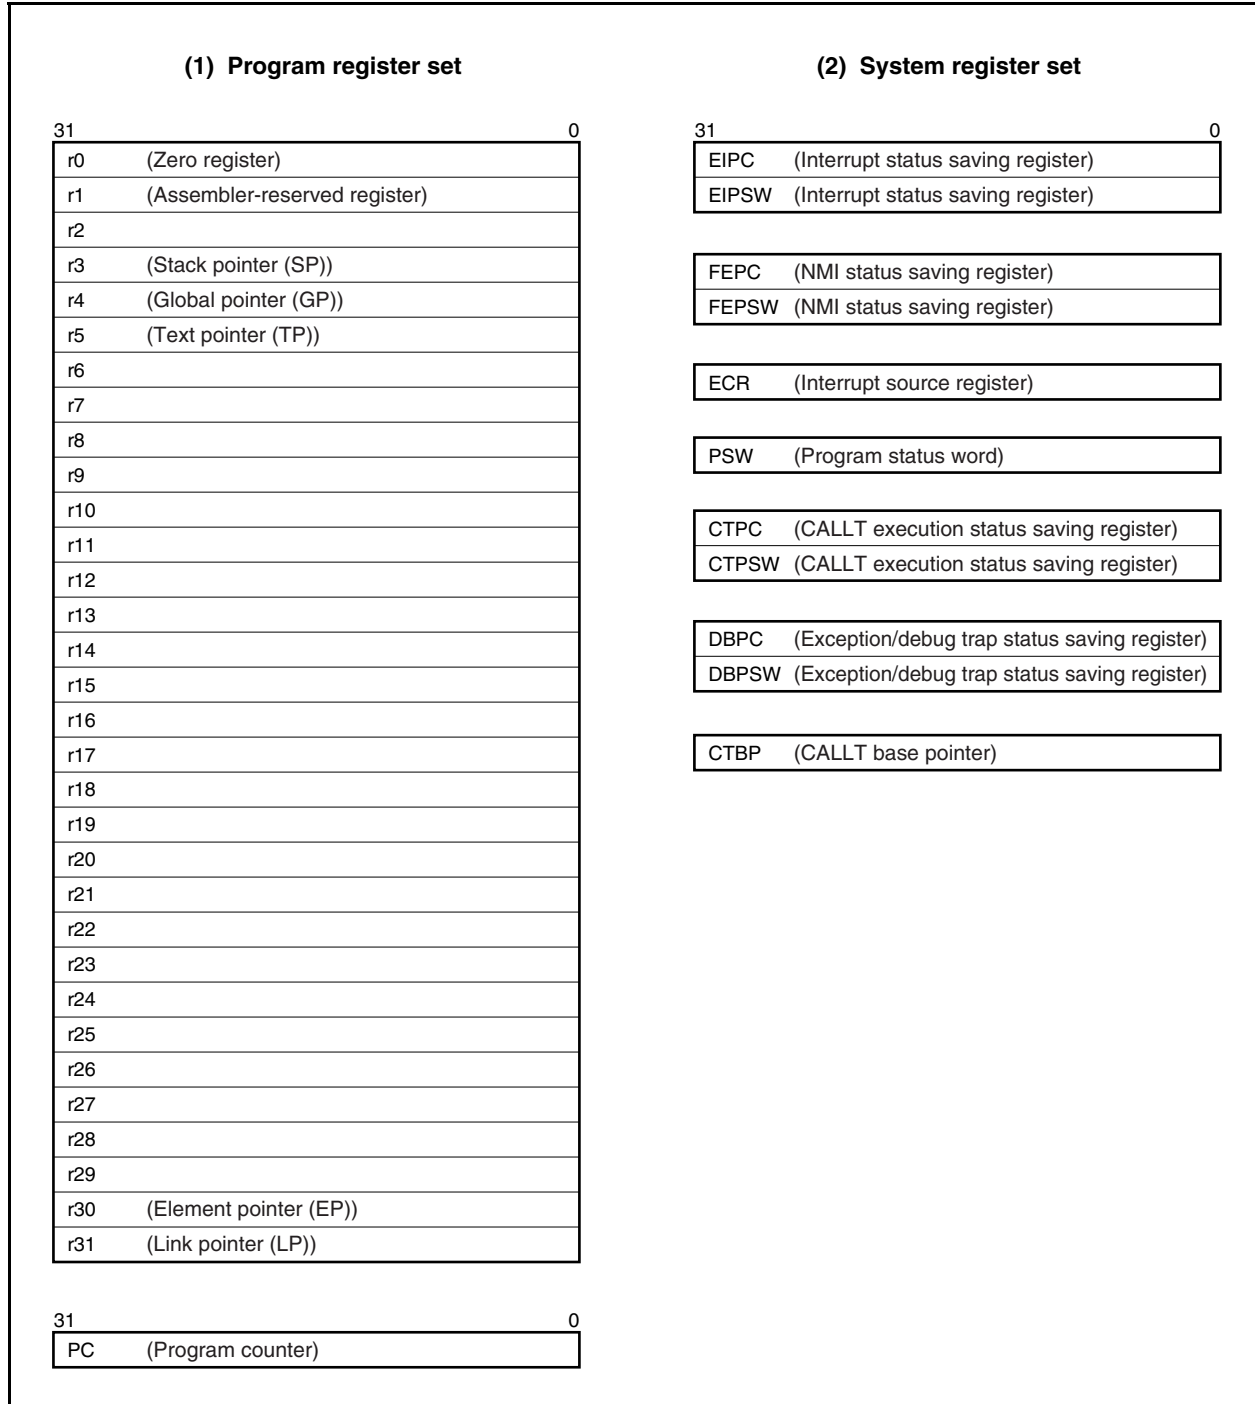 (1) Program register set
31 0
r0 (Zero register)
r1 (Assembler-reserved register)
r2
r3 (Stack pointer (SP))
r4 (Global pointer (GP))
r5 (Text pointer (TP))
r6
r7
r8
r9
r10
r11
r12
r13
r14
r15
r16
r17
r18
r19
r20
r21
r22
r23
r24
r25
r26
r27
r28
r29
r30 (Element pointer (EP))
r31 (Link pointer (LP))
31 0
PC (Program counter)
(2) System register set
31 0
EIPC (Interrupt status saving register)
EIPSW (Interrupt status saving register)
FEPC (NMI status saving register)
FEPSW (NMI status saving register)
ECR (Interrupt source register)
PSW (Program status word)
CTPC (CALLT execution status saving register)
CTPSW (CALLT execution status saving register)
DBPC (Exception/debug trap status saving register)
DBPSW (Exception/debug trap status saving register)
CTBP (CALLT base pointer)